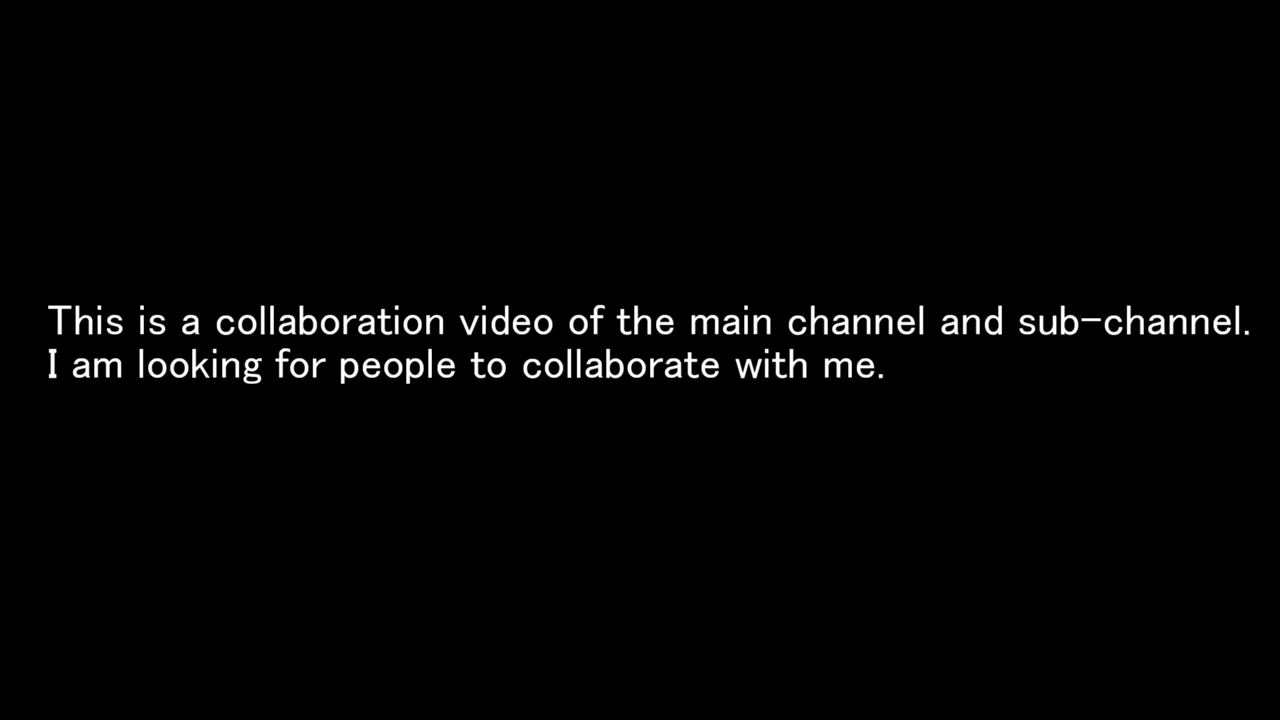 This is a collaboration video of the main channel and sub-channel.
I am looking for people to collaborate with me.